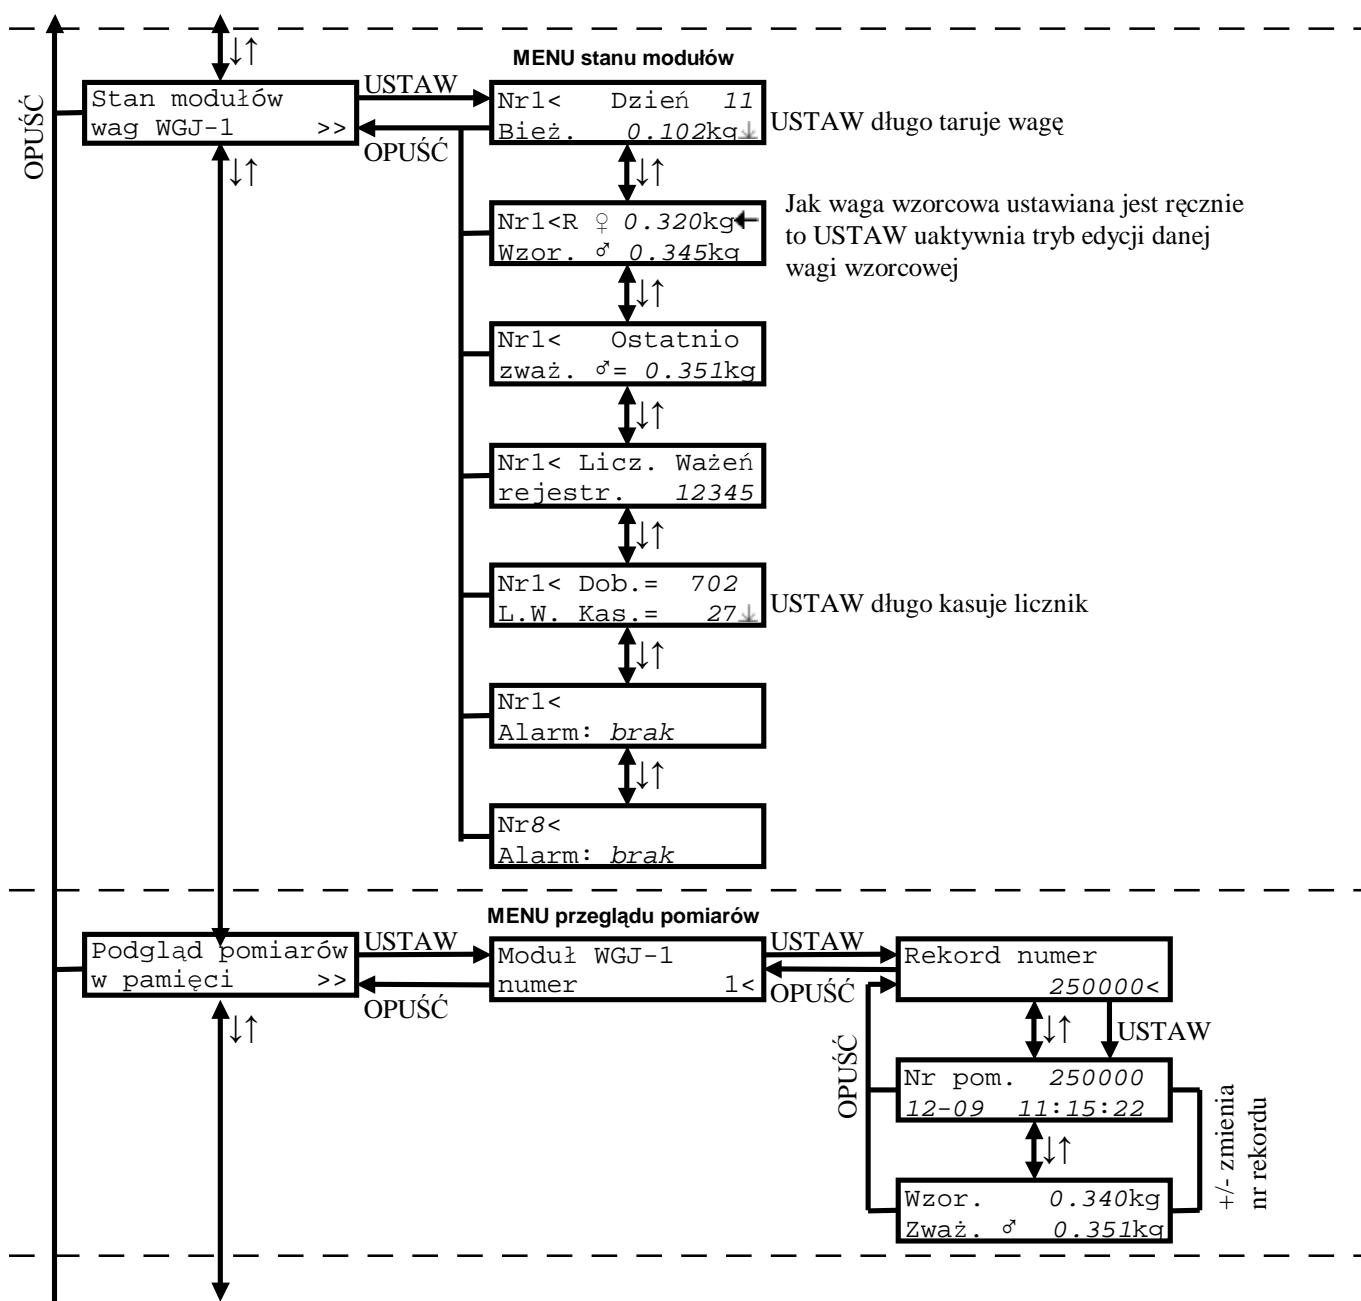 ↓↑
MENU stanu modułów
OPUŚĆ
Stan modułów
wag WGJ-1 >>
USTAW
OPUŚĆ
↓↑
Nr1< Dzień 11
Bież. 0.102kg
USTAW długo taruje wagę
↓↑
Nr1<R ♀ 0.320kg
Wzor. ♂ 0.345kg
Jak waga wzorcowa ustawiana jest ręcznie
to USTAW uaktywnia tryb edycji danej
wagi wzorcowej
↓↑
Nr1< Ostatnio
zważ. ♂= 0.351kg
↓↑
Nr1< Licz. Ważeń
rejestr. 12345
↓↑
Nr1< Dob.= 702
L.W. Kas.= 27
USTAW długo kasuje licznik
↓↑
Nr1<
Alarm: brak
↓↑
Nr8<
Alarm: brak
MENU przeglądu pomiarów
Podgląd pomiarów
w pamięci >>
USTAW
OPUŚĆ
↓↑
Moduł WGJ-1
numer 1<
USTAW
OPUŚĆ
Rekord numer
250000<
↓↑
USTAW
OPUŚĆ
Nr pom. 250000
12-09 11:15:22
↓↑
Wzor. 0.340kg
Zważ. ♂ 0.351kg
+/- zmienia
nr rekordu